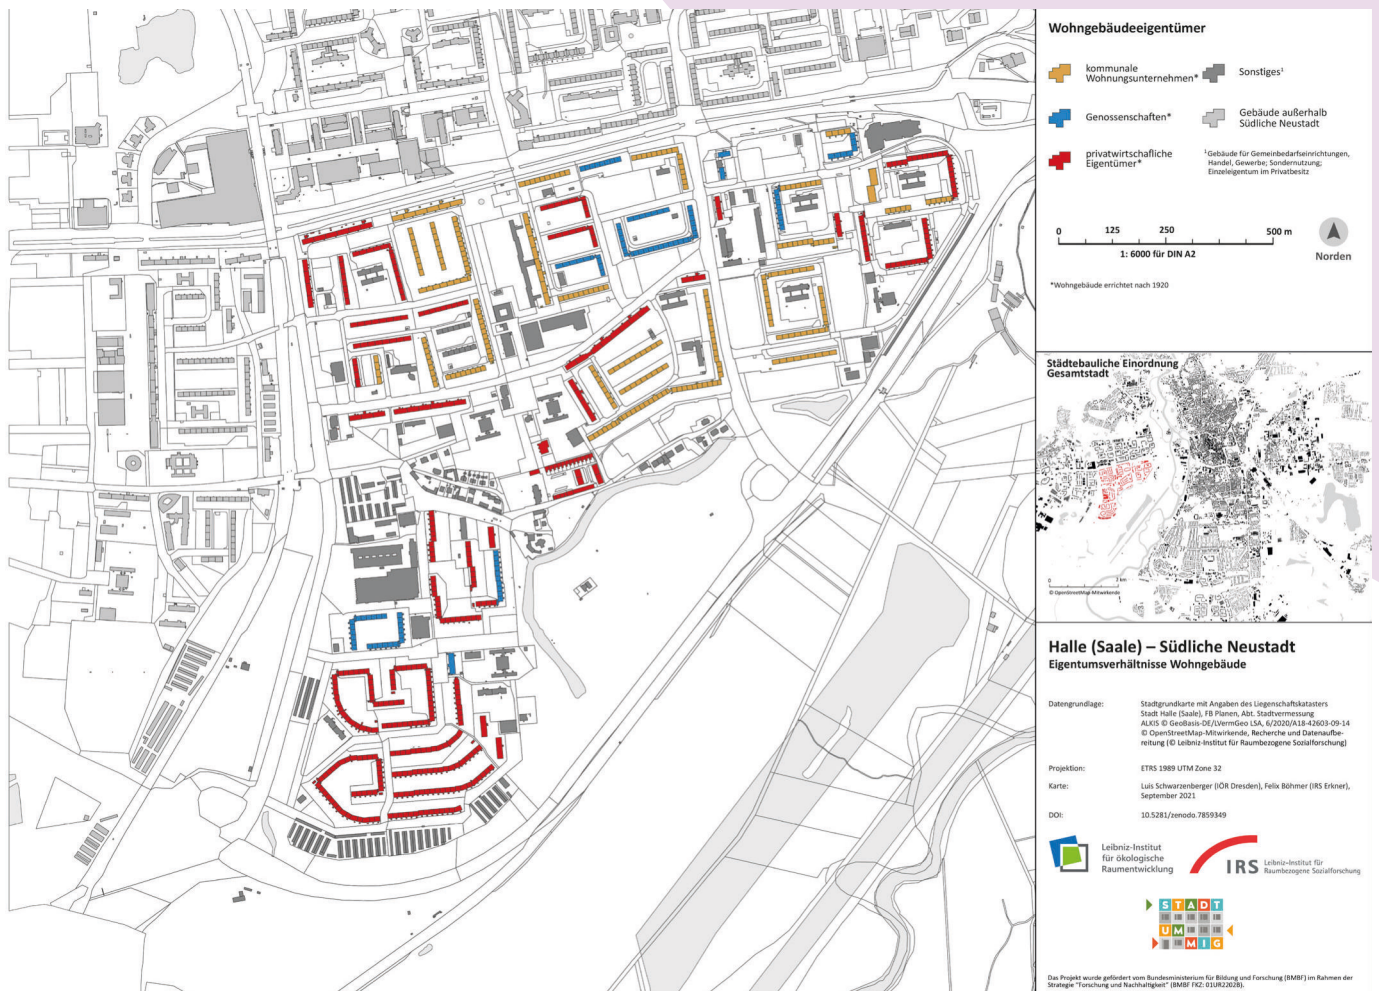 Wohngebäudeeigentümer
kommunale
Wohnungsunternehmen*
Sonstiges¹
Genossenschaften*
Gebäude außerhalb
Südliche Neustadt
privatwirtschafliche
Eigentümer*
¹Gebäude für Gemeinbedarfseinrichtungen,
Handel, Gewerbe; Sondernutzung;
Einzeleigentum im Privatbesitz
0 125 250 500 m
1: 6000 für DIN A2
Norden
*Wohngebäude errichtet nach 1920
Städtebauliche Einordnung
Gesamtstadt
0 2 km
© OpenStreetMap-Mitwirkende
Halle (Saale) – Südliche Neustadt
Eigentumsverhältnisse Wohngebäude
Datengrundlage:
Stadtgrundkarte mit Angaben des Liegenschaftskatasters
Stadt Halle (Saale), FB Planen, Abt. Stadtvermessung
ALKIS © GeoBasis-DE/LVermGeo LSA, 6/2020/A18-42603-09-14
© OpenStreetMap-Mitwirkende, Recherche und Datenaufbe-
reitung (© Leibniz-Institut für Raumbezogene Sozialforschung)
Projektion:
ETRS 1989 UTM Zone 32
Karte:
Luis Schwarzenberger (IÖR Dresden), Felix Böhmer (IRS Erkner),
September 2021
DOI:
10.5281/zenodo.7859349
Leibniz-Institut
für ökologische
Raumentwicklung
IRS
Leibniz-Institut für
Raumbezogene Sozialforschung
STADT
UM
MIG
Das Projekt wurde gefördert vom Bundesministerium für Bildung und Forschung (BMBF) im Rahmen der
Strategie "Forschung und Nachhaltigkeit" (BMBF FKZ: 01UR2202B).